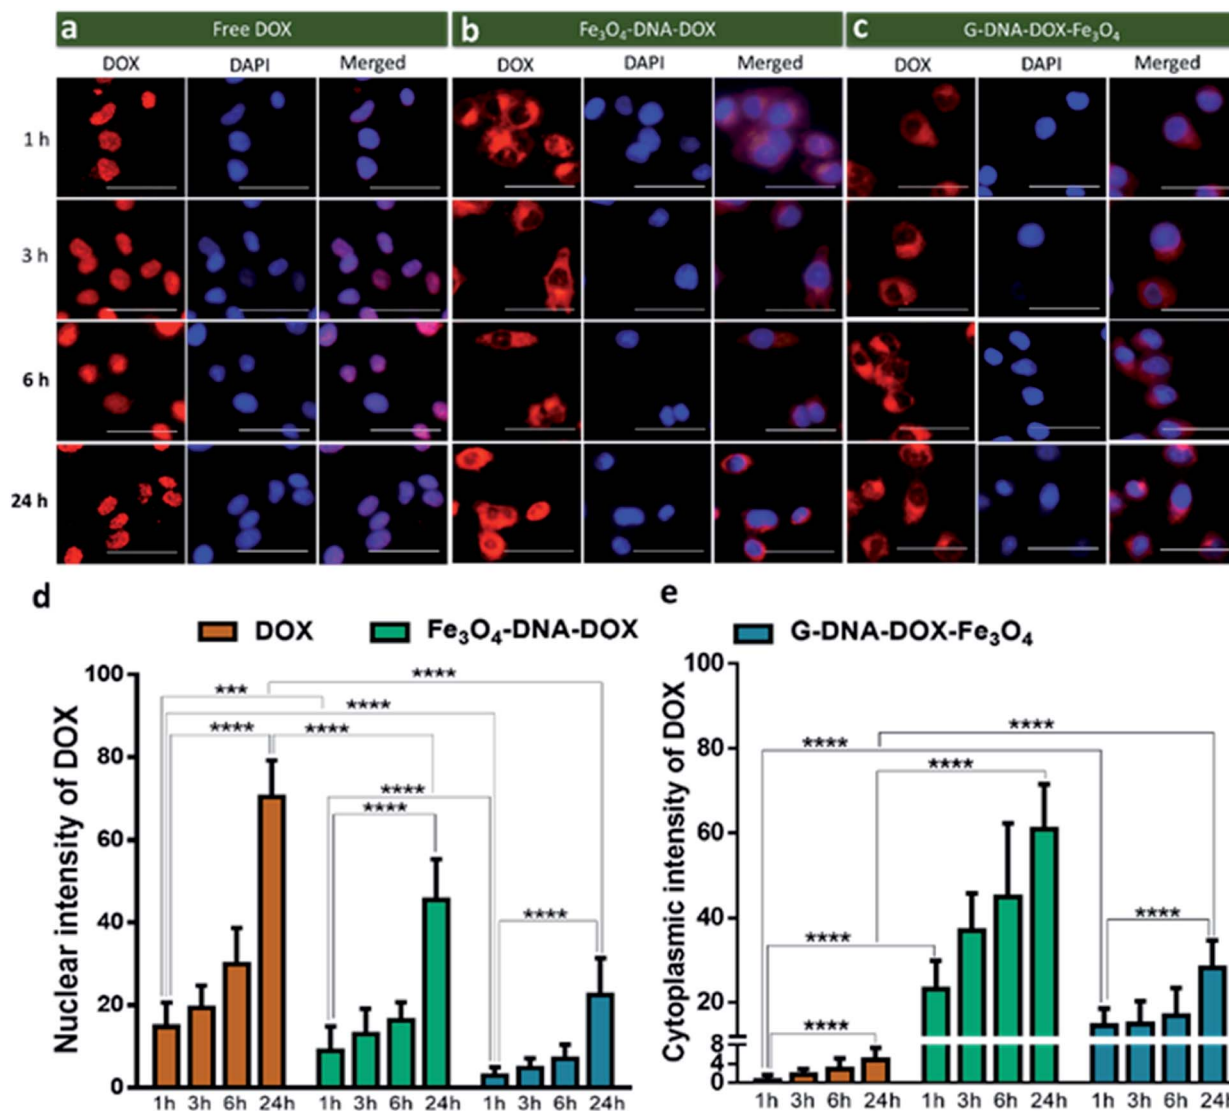 a Free DOX b Fe₃O₄-DNA-DOX c G-DNA-DOX-Fe₃O₄
DOX DAPI Merged DOX DAPI Merged DOX DAPI Merged
1 h
3 h
6 h
24 h
d e
DOX Fe₃O₄-DNA-DOX G-DNA-DOX-Fe₃O₄
Nuclear intensity of DOX
100
80
60
40
20
0
***
****
****
****
****
****
****
****
1h 3h 6h 24h 1h 3h 6h 24h 1h 3h 6h 24h
Cytoplasmic intensity of DOX
100
80
60
40
20
8
4
0
****
****
****
****
****
****
1h 3h 6h 24h 1h 3h 6h 24h 1h 3h 6h 24h